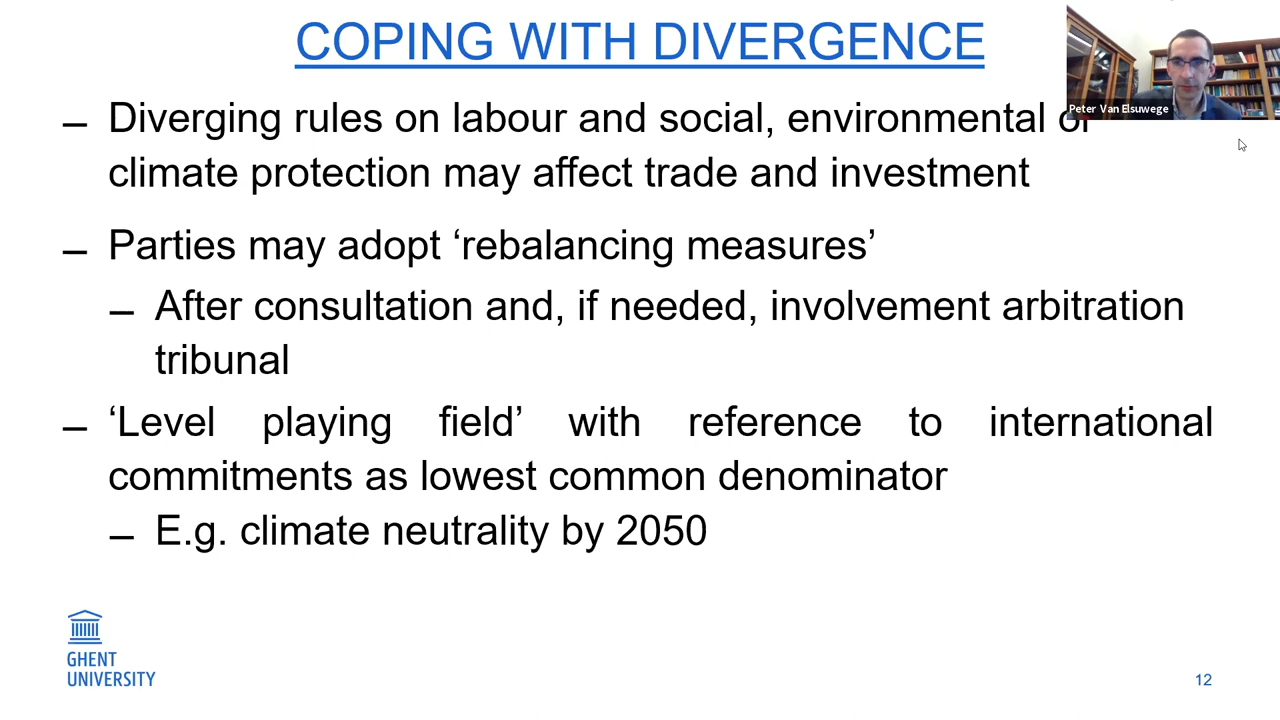 COPING WITH DIVERGENCE
Peter Van Elsuwege
– Diverging rules on labour and social, environmental or
climate protection may affect trade and investment
– Parties may adopt ‘rebalancing measures’
– After consultation and, if needed, involvement arbitration
tribunal
– ‘Level playing field’ with reference to international
commitments as lowest common denominator
– E.g. climate neutrality by 2050
GHENT
UNIVERSITY
12